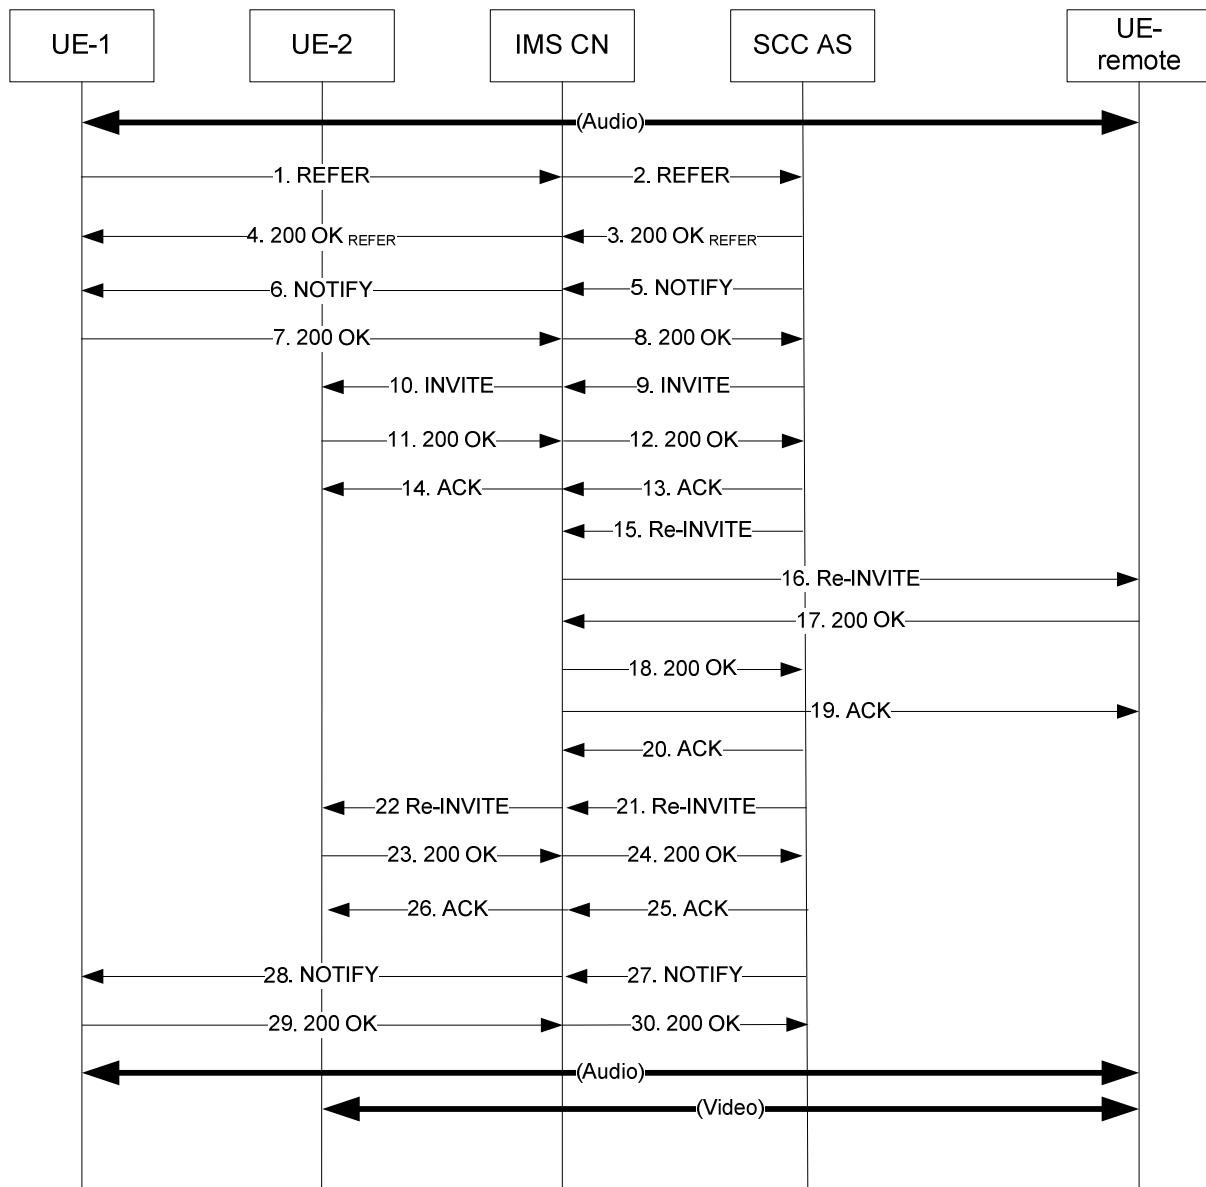 UE-1
UE-2
IMS CN
SCC AS
UE-
remote
(Audio)
1. REFER
2. REFER
4. 200 OK REFER
3. 200 OK REFER
6. NOTIFY
5. NOTIFY
7. 200 OK
8. 200 OK
10. INVITE
9. INVITE
11. 200 OK
12. 200 OK
14. ACK
13. ACK
15. Re-INVITE
16. Re-INVITE
17. 200 OK
18. 200 OK
19. ACK
20. ACK
22 Re-INVITE
21. Re-INVITE
23. 200 OK
24. 200 OK
26. ACK
25. ACK
28. NOTIFY
27. NOTIFY
29. 200 OK
30. 200 OK
(Audio)
(Video)